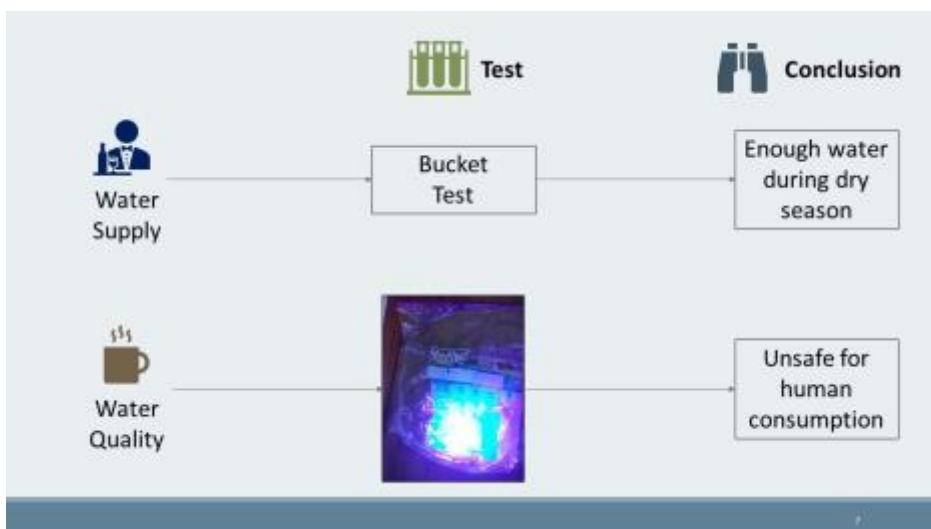 Test
Conclusion
Water
Supply
Bucket
Test
Enough water
during dry
season
Water
Quality
Unsafe for
human
consumption